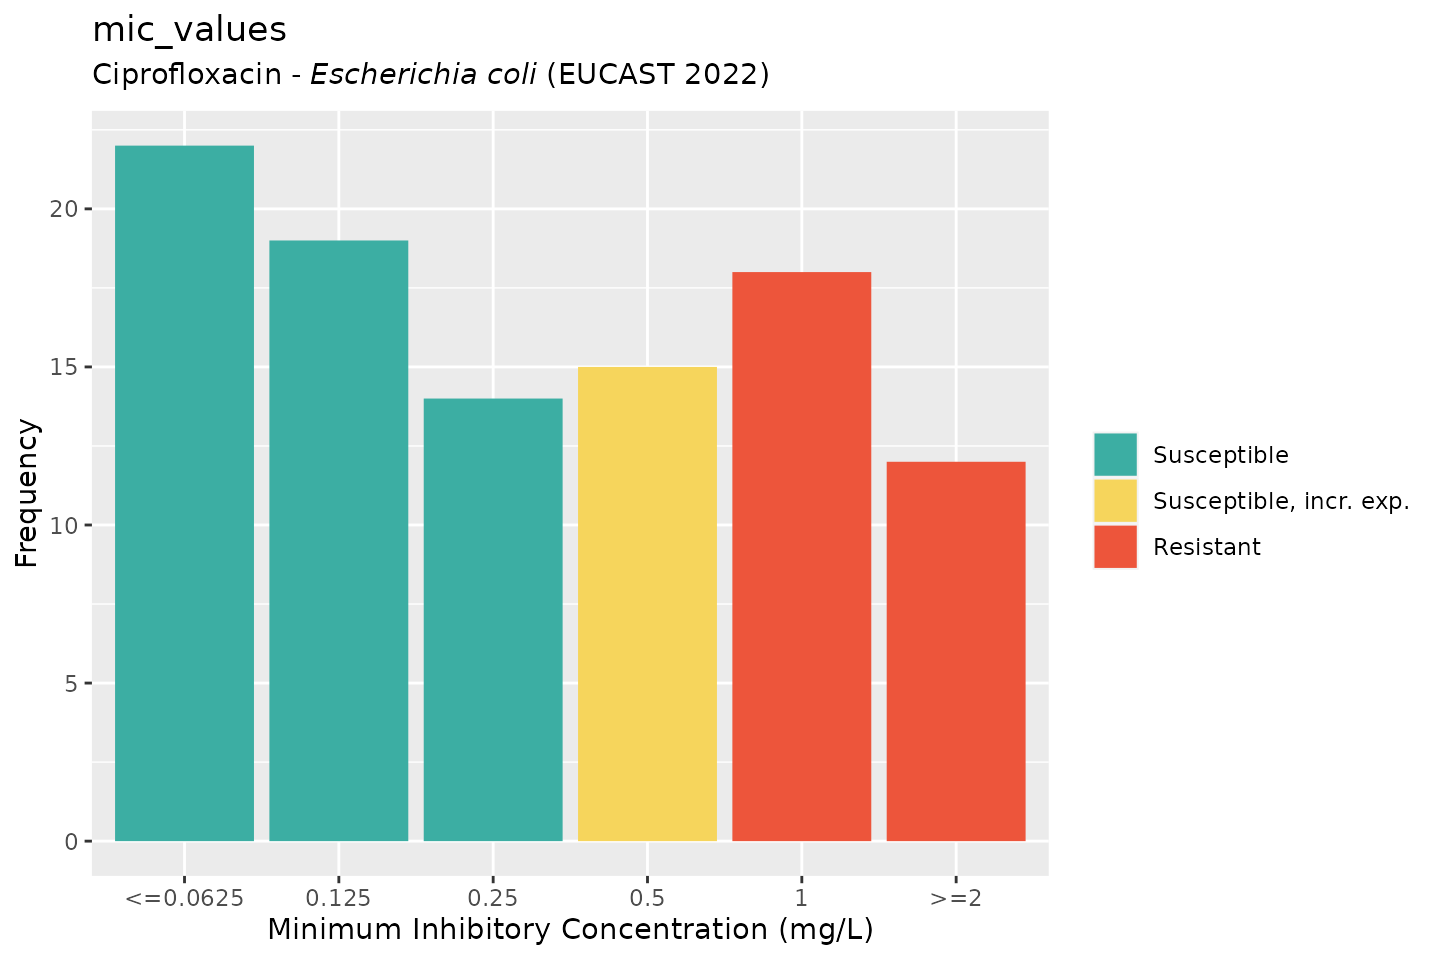 mic_values
Ciprofloxacin - Escherichia coli (EUCAST 2022)
Frequency
20
15
10
5
0
<=0.0625
0.125
0.25
0.5
1
>=2
Minimum Inhibitory Concentration (mg/L)
Susceptible
Susceptible, incr. exp.
Resistant